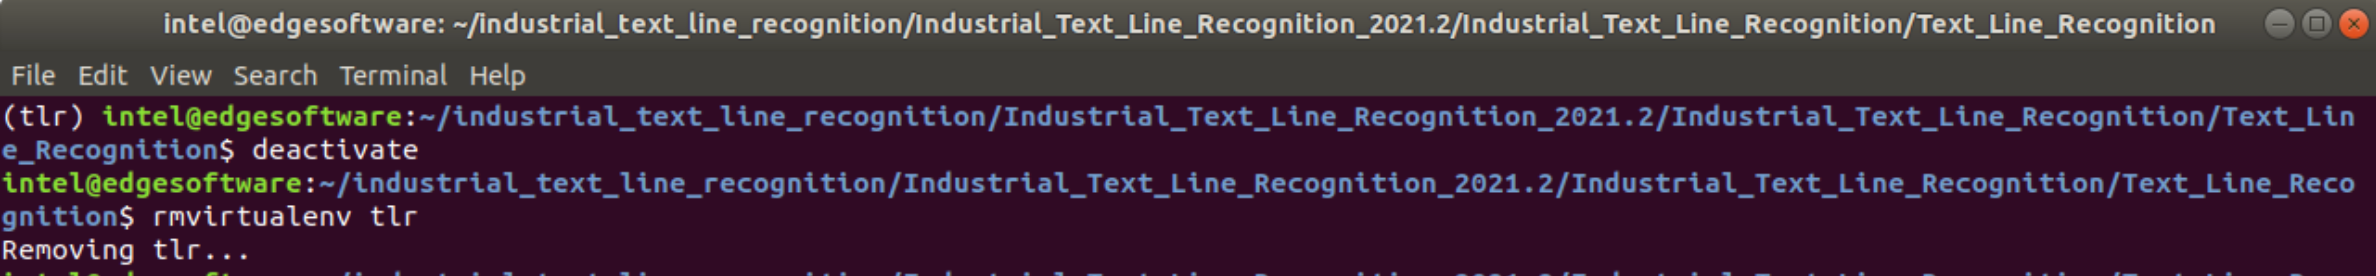 intel@edgesoftware: ~/industrial_text_line_recognition/Industrial_Text_Line_Recognition_2021.2/Industrial_Text_Line_Recognition/Text_Line_Recognition
File Edit View Search Terminal Help
(tlr) intel@edgesoftware:~/industrial_text_line_recognition/Industrial_Text_Line_Recognition_2021.2/Industrial_Text_Line_Recognition/Text_Lin
e_Recognition$ deactivate
intel@edgesoftware:~/industrial_text_line_recognition/Industrial_Text_Line_Recognition_2021.2/Industrial_Text_Line_Recognition/Text_Line_Reco
gnition$ rmvirtualenv tlr
Removing tlr...